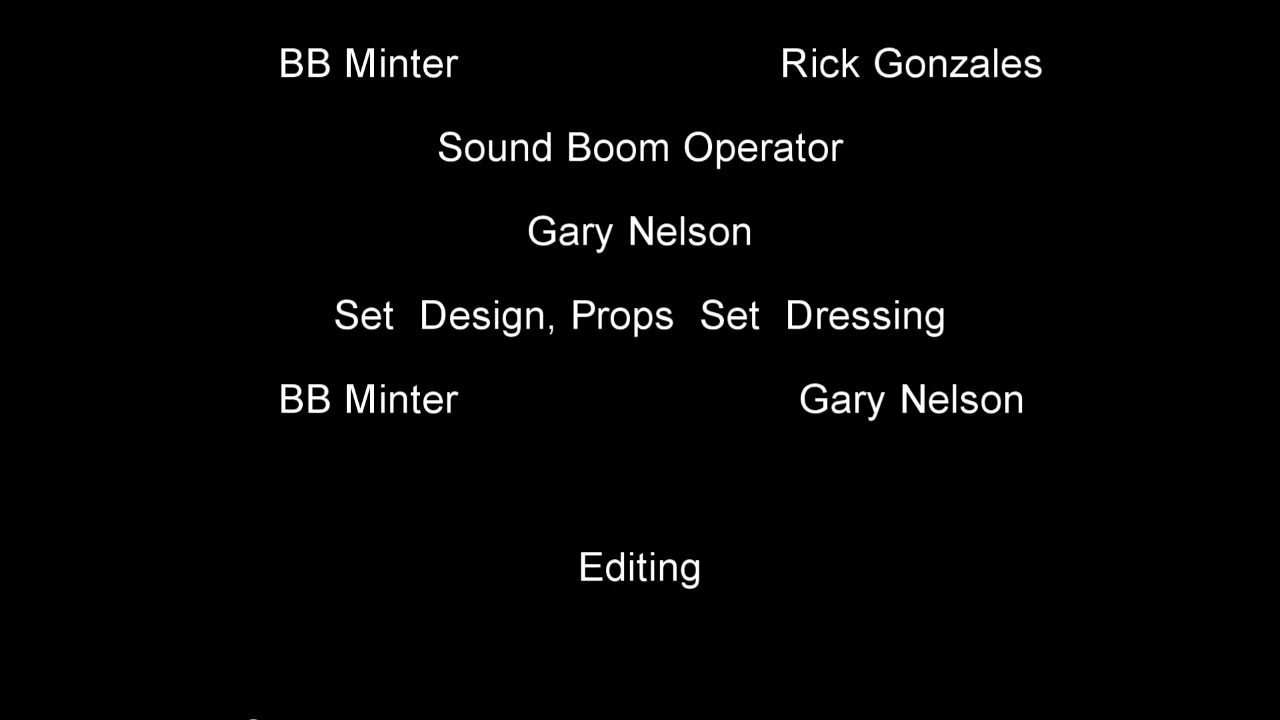 BB Minter Rick Gonzales
Sound Boom Operator
Gary Nelson
Set Design, Props Set Dressing
BB Minter Gary Nelson
Editing